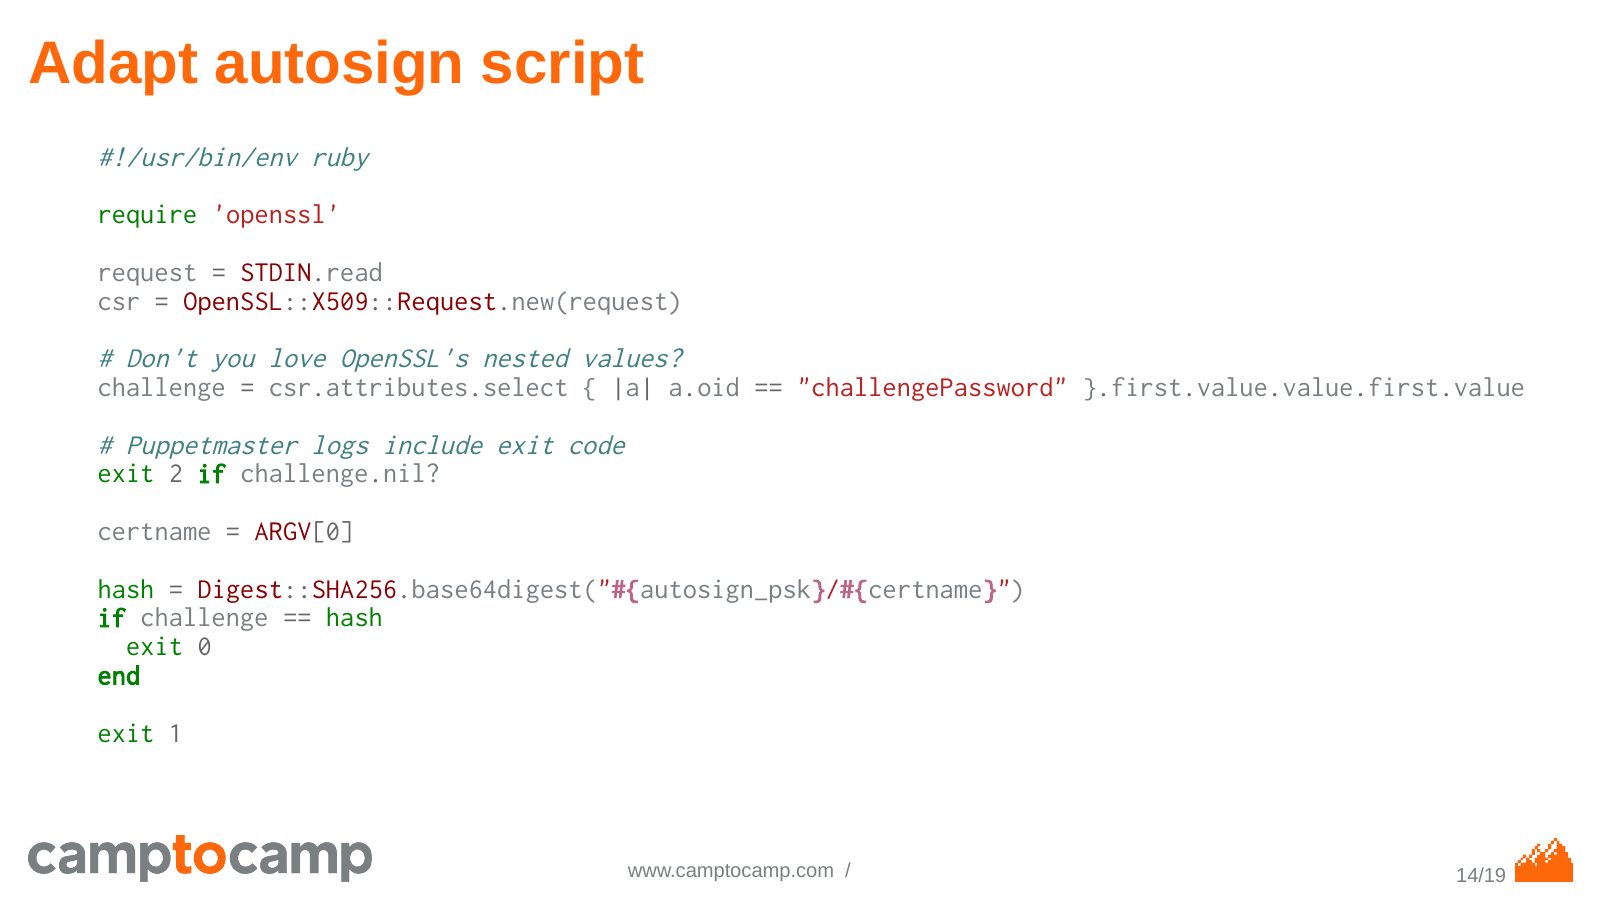 Adapt autosign script
#!/usr/bin/env ruby
require 'openssl'
request = STDIN.read
csr = OpenSSL::X509::Request.new(request)
# Don't you love OpenSSL's nested values?
challenge = csr.attributes.select { |a| a.oid == "challengePassword" }.first.value.value.first.value
# Puppetmaster logs include exit code
exit 2 if challenge.nil?
certname = ARGV[0]
hash = Digest::SHA256.base64digest("#{autosign_psk}/#{certname}")
if challenge == hash
  exit 0
end
exit 1
camptocamp
www.camptocamp.com /
14/19